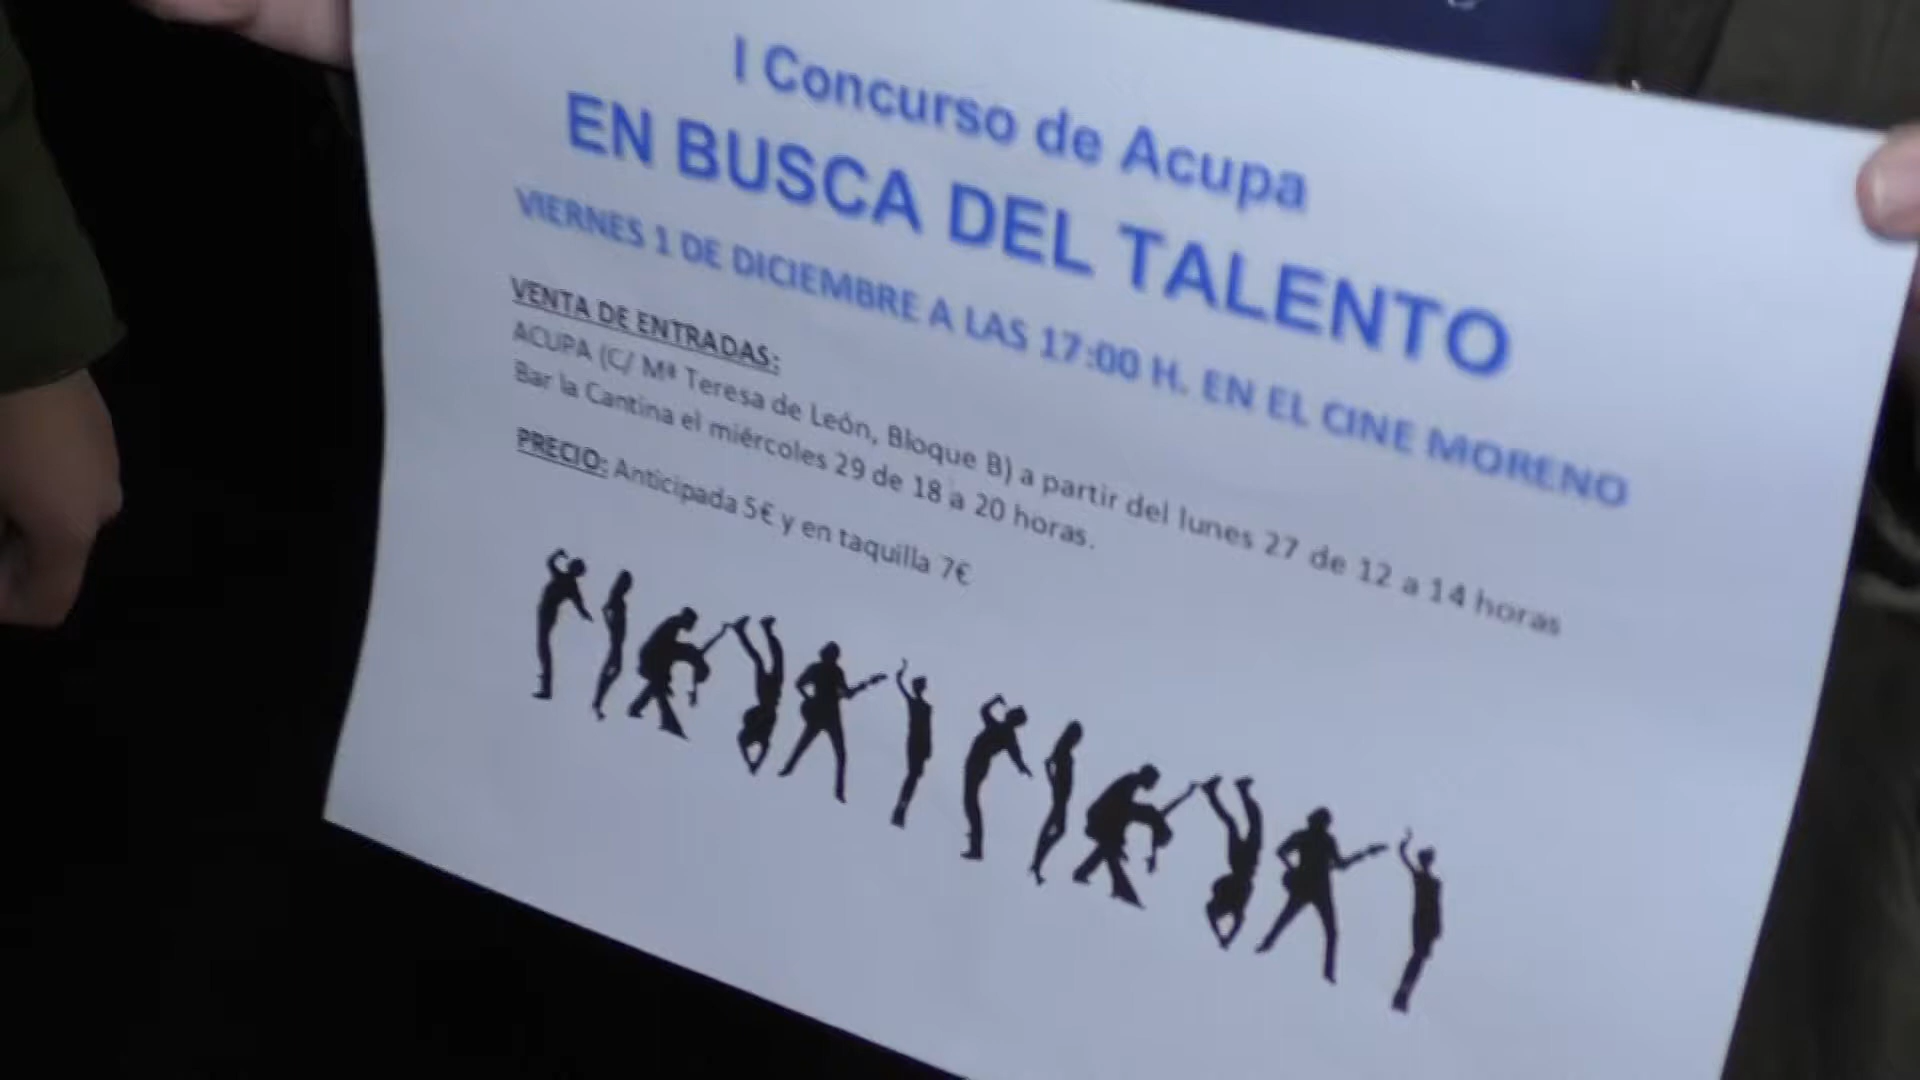 I Concurso de Acupa
EN BUSCA DEL TALENTO
VIERNES 1 DE DICIEMBRE A LAS 17:00 H. EN EL CINE MORENO
VENTA DE ENTRADAS:
ACUPA (C/ Mª Teresa de León, Bloque B) a partir del lunes 27 de 12 a 14 horas
Bar la Cantina el miércoles 29 de 18 a 20 horas.
PRECIO: Anticipada 5€ y en taquilla 7€